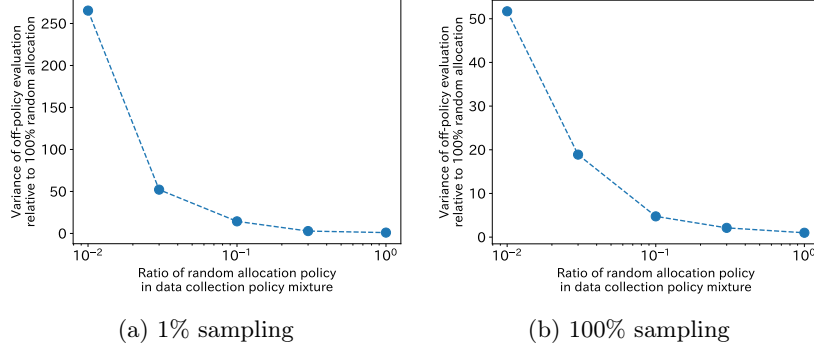 Variance of off-policy evaluation
relative to 100% random allocation
250
200
150
100
50
0
10⁻²
10⁻¹
10⁰
Ratio of random allocation policy
in data collection policy mixture
(a) 1% sampling
Variance of off-policy evaluation
relative to 100% random allocation
50
40
30
20
10
0
10⁻²
10⁻¹
10⁰
Ratio of random allocation policy
in data collection policy mixture
(b) 100% sampling